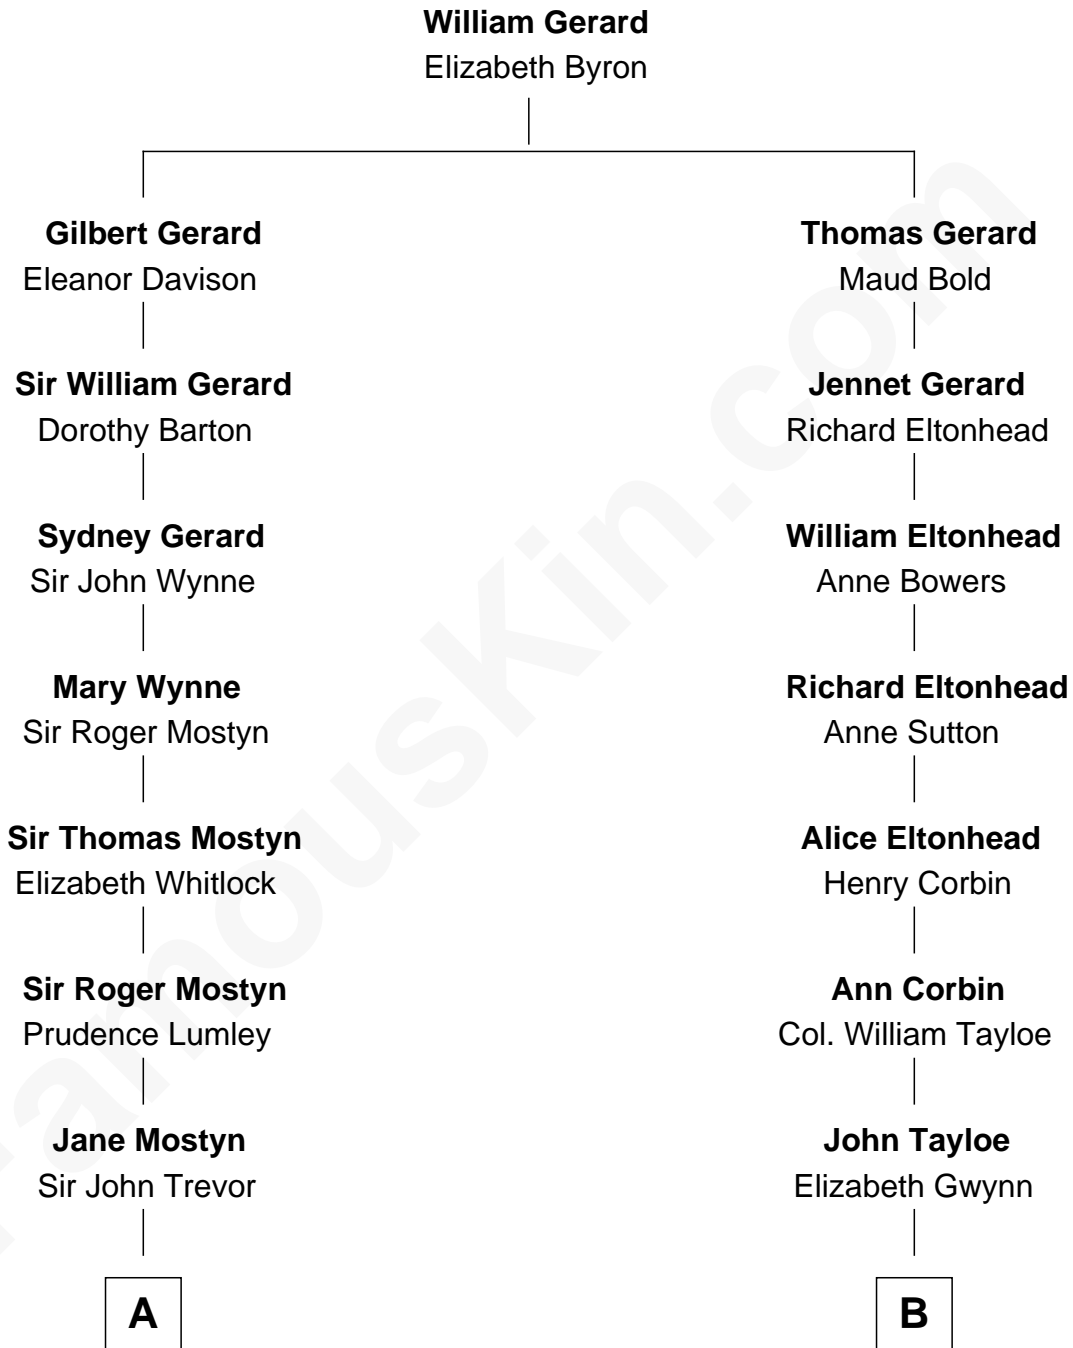 William Gerard
Elizabeth Byron
Gilbert Gerard
Eleanor Davison
Sir William Gerard
Dorothy Barton
Sydney Gerard
Sir John Wynne
Mary Wynne
Sir Roger Mostyn
Sir Thomas Mostyn
Elizabeth Whitlock
Sir Roger Mostyn
Prudence Lumley
Jane Mostyn
Sir John Trevor
A
Thomas Gerard
Maud Bold
Jennet Gerard
Richard Eltonhead
William Eltonhead
Anne Bowers
Richard Eltonhead
Anne Sutton
Alice Eltonhead
Henry Corbin
Ann Corbin
Col. William Tayloe
John Tayloe
Elizabeth Gwynn
B
FamousKin.com